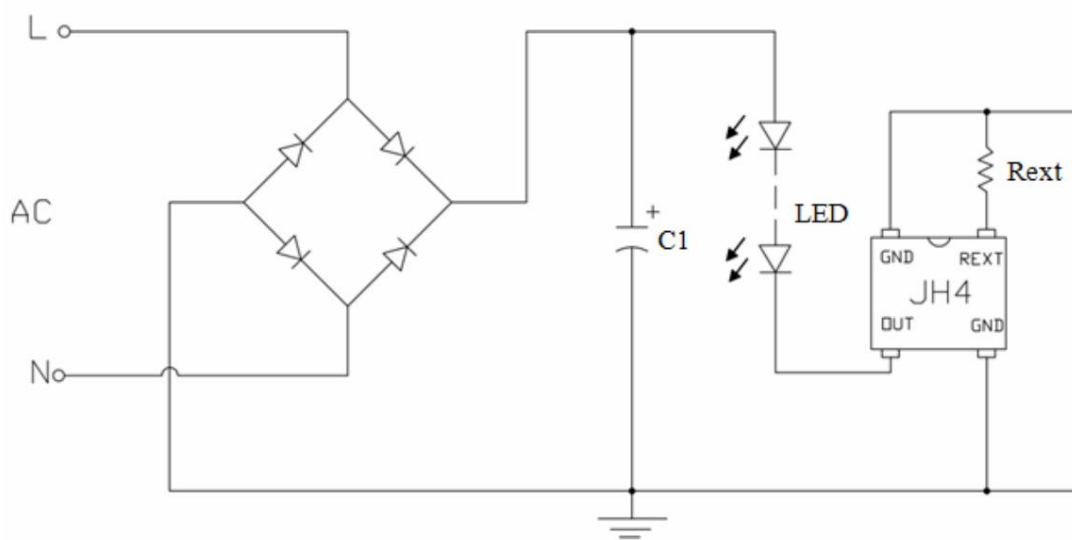 L
AC
N
+
C1
LED
Rext
GND REXT
JH4
OUT GND